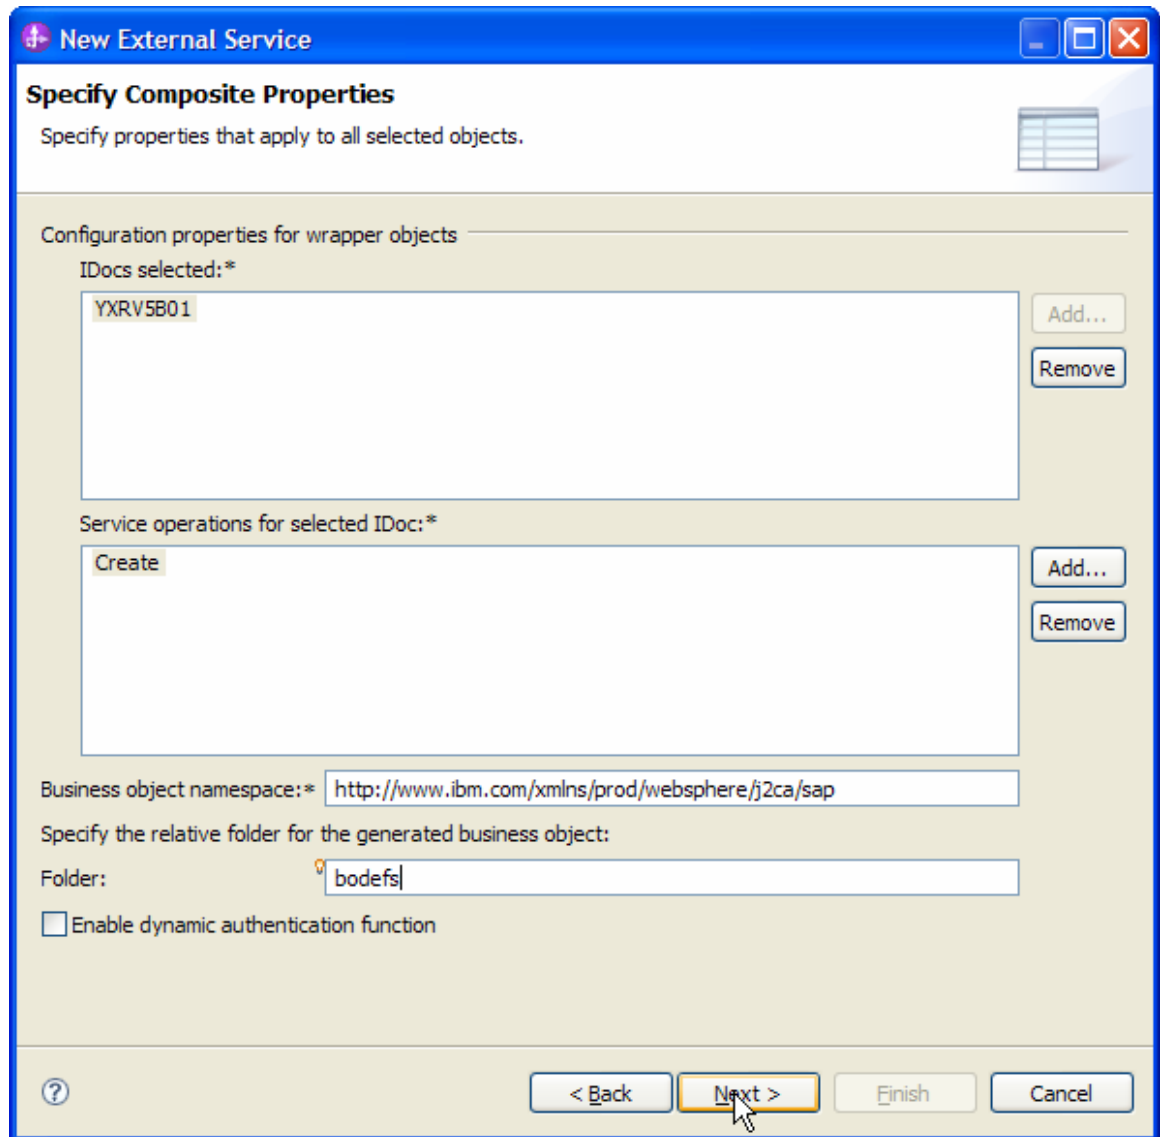 New External Service
Specify Composite Properties
Specify properties that apply to all selected objects.
Configuration properties for wrapper objects
IDocs selected:*
YXRV5B01
Add...
Remove
Service operations for selected IDoc:*
Create
Add...
Remove
Business object namespace:* http://www.ibm.com/xmlns/prod/websphere/j2ca/sap
Specify the relative folder for the generated business object:
Folder: bodefs
Enable dynamic authentication function
? < Back Next > Finish Cancel